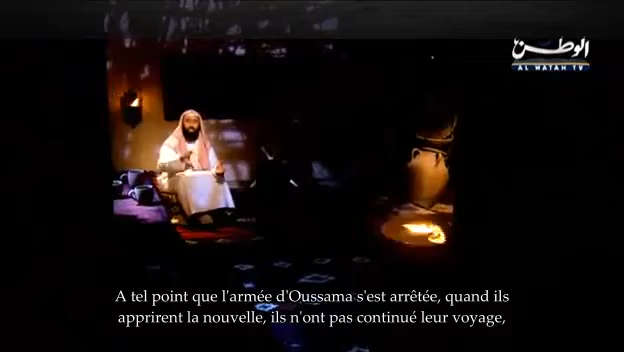 الوطن
AL WATAN TV
A tel point que l'armée d'Oussama s'est arrêtée, quand ils
apprirent la nouvelle, ils n'ont pas continué leur voyage,